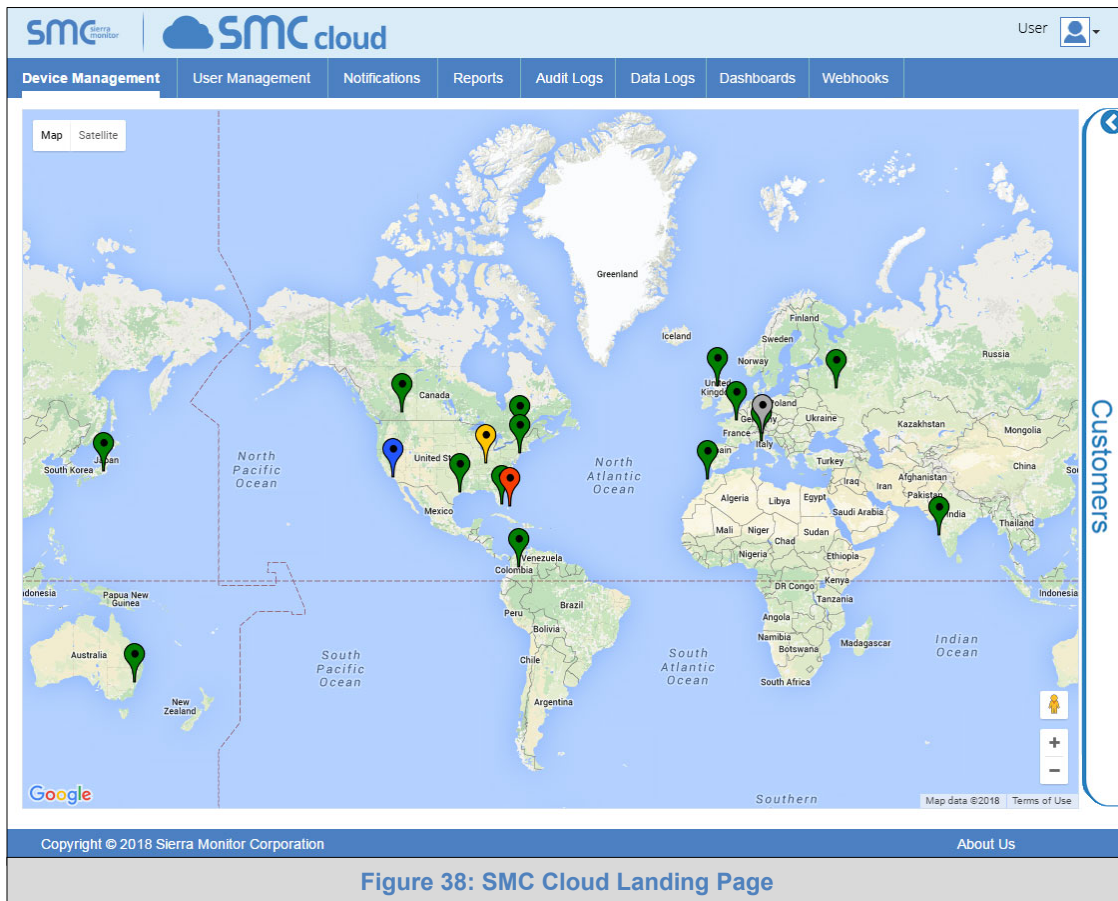 smc sierra monitor SMC cloud User
Device Management User Management Notifications Reports Audit Logs Data Logs Dashboards Webhooks
Map Satellite
Greenland
Iceland
Finland
Sweden
Norway
Russia
United Kingdom
Canada
Poland
Germany
Ukraine
Kazakhstan
Mongolia
France
Italy
Spain
Turkey
Japan
South Korea
North Pacific Ocean
United St
North Atlantic Ocean
China
Sou
Afghanistan
Iraq
Iran
Pakistan
Algeria
Libya
Egypt
Saudi Arabia
India
Thailand
Mexico
Mali
Niger
Chad
Sudan
Nigeria
Ethiopia
Venezuela
Colombia
DR Congo
Kenya
Tanzania
Indonesia
ndonesia
Papua New Guinea
Peru
Brazil
Bolivia
Angola
Namibia
Botswana
Madagascar
Indian Ocean
Australia
South Pacific Ocean
Chile
South Atlantic Ocean
South Africa
New Zealand
Argentina
Customers
+
−
Google
Southern
Map data ©2018 Terms of Use
Copyright © 2018 Sierra Monitor Corporation About Us
Figure 38: SMC Cloud Landing Page